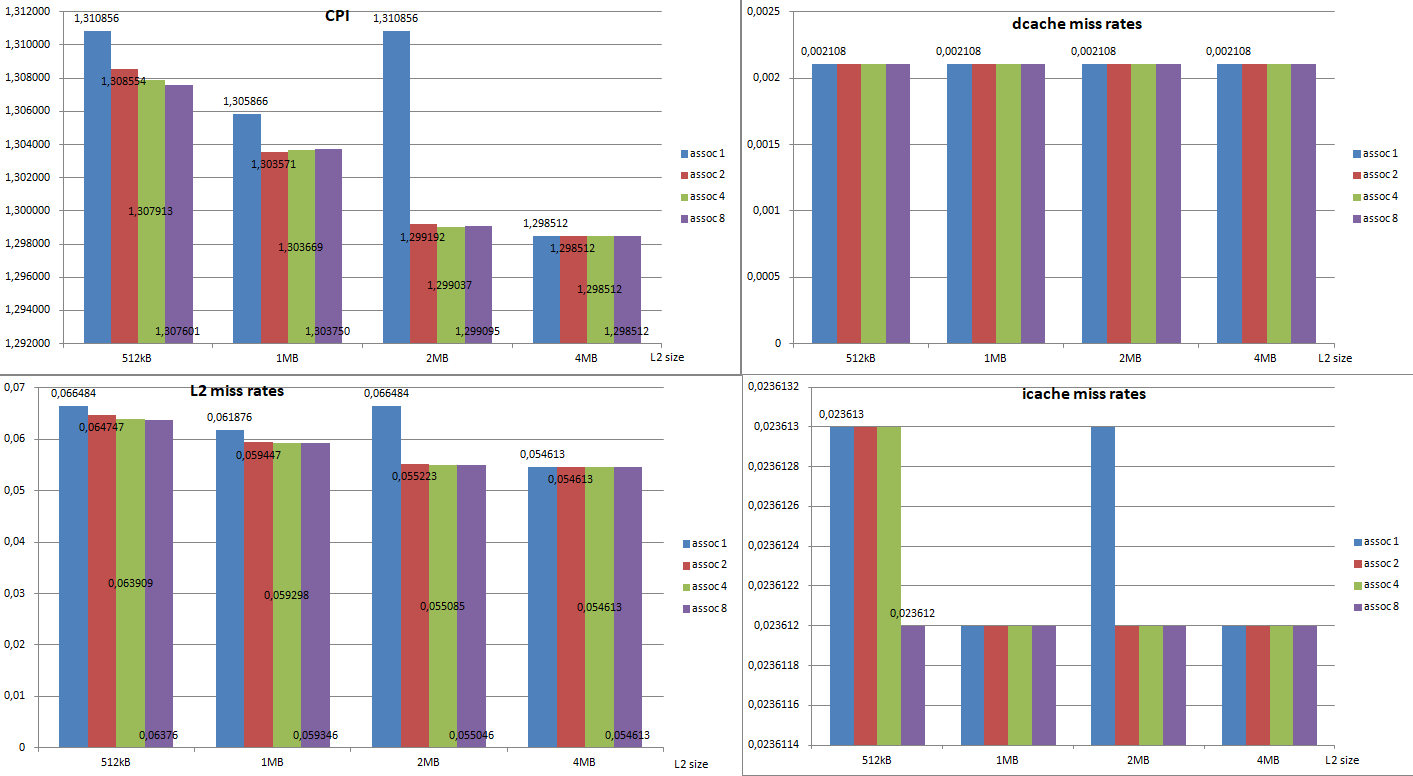 CPI
1,312000
1,310000
1,308000
1,306000
1,304000
1,302000
1,300000
1,298000
1,296000
1,294000
1,292000
1,310856
1,308554
1,307913
1,307601
1,305866
1,303571
1,303669
1,303750
1,310856
1,299192
1,299037
1,299095
1,298512
1,298512
1,298512
1,298512
512kB
1MB
2MB
4MB
L2 size
assoc 1
assoc 2
assoc 4
assoc 8
dcache miss rates
0,0025
0,002
0,0015
0,001
0,0005
0
0,002108
0,002108
0,002108
0,002108
512kB
1MB
2MB
4MB
L2 size
assoc 1
assoc 2
assoc 4
assoc 8
L2 miss rates
0,07
0,06
0,05
0,04
0,03
0,02
0,01
0
0,066484
0,064747
0,063909
0,06376
0,061876
0,059447
0,059298
0,059346
0,066484
0,055223
0,055085
0,055046
0,054613
0,054613
0,054613
0,054613
512kB
1MB
2MB
4MB
L2 size
assoc 1
assoc 2
assoc 4
assoc 8
icache miss rates
0,0236132
0,023613
0,0236128
0,0236126
0,0236124
0,0236122
0,023612
0,0236118
0,0236116
0,0236114
0,023613
0,023612
512kB
1MB
2MB
4MB
L2 size
assoc 1
assoc 2
assoc 4
assoc 8